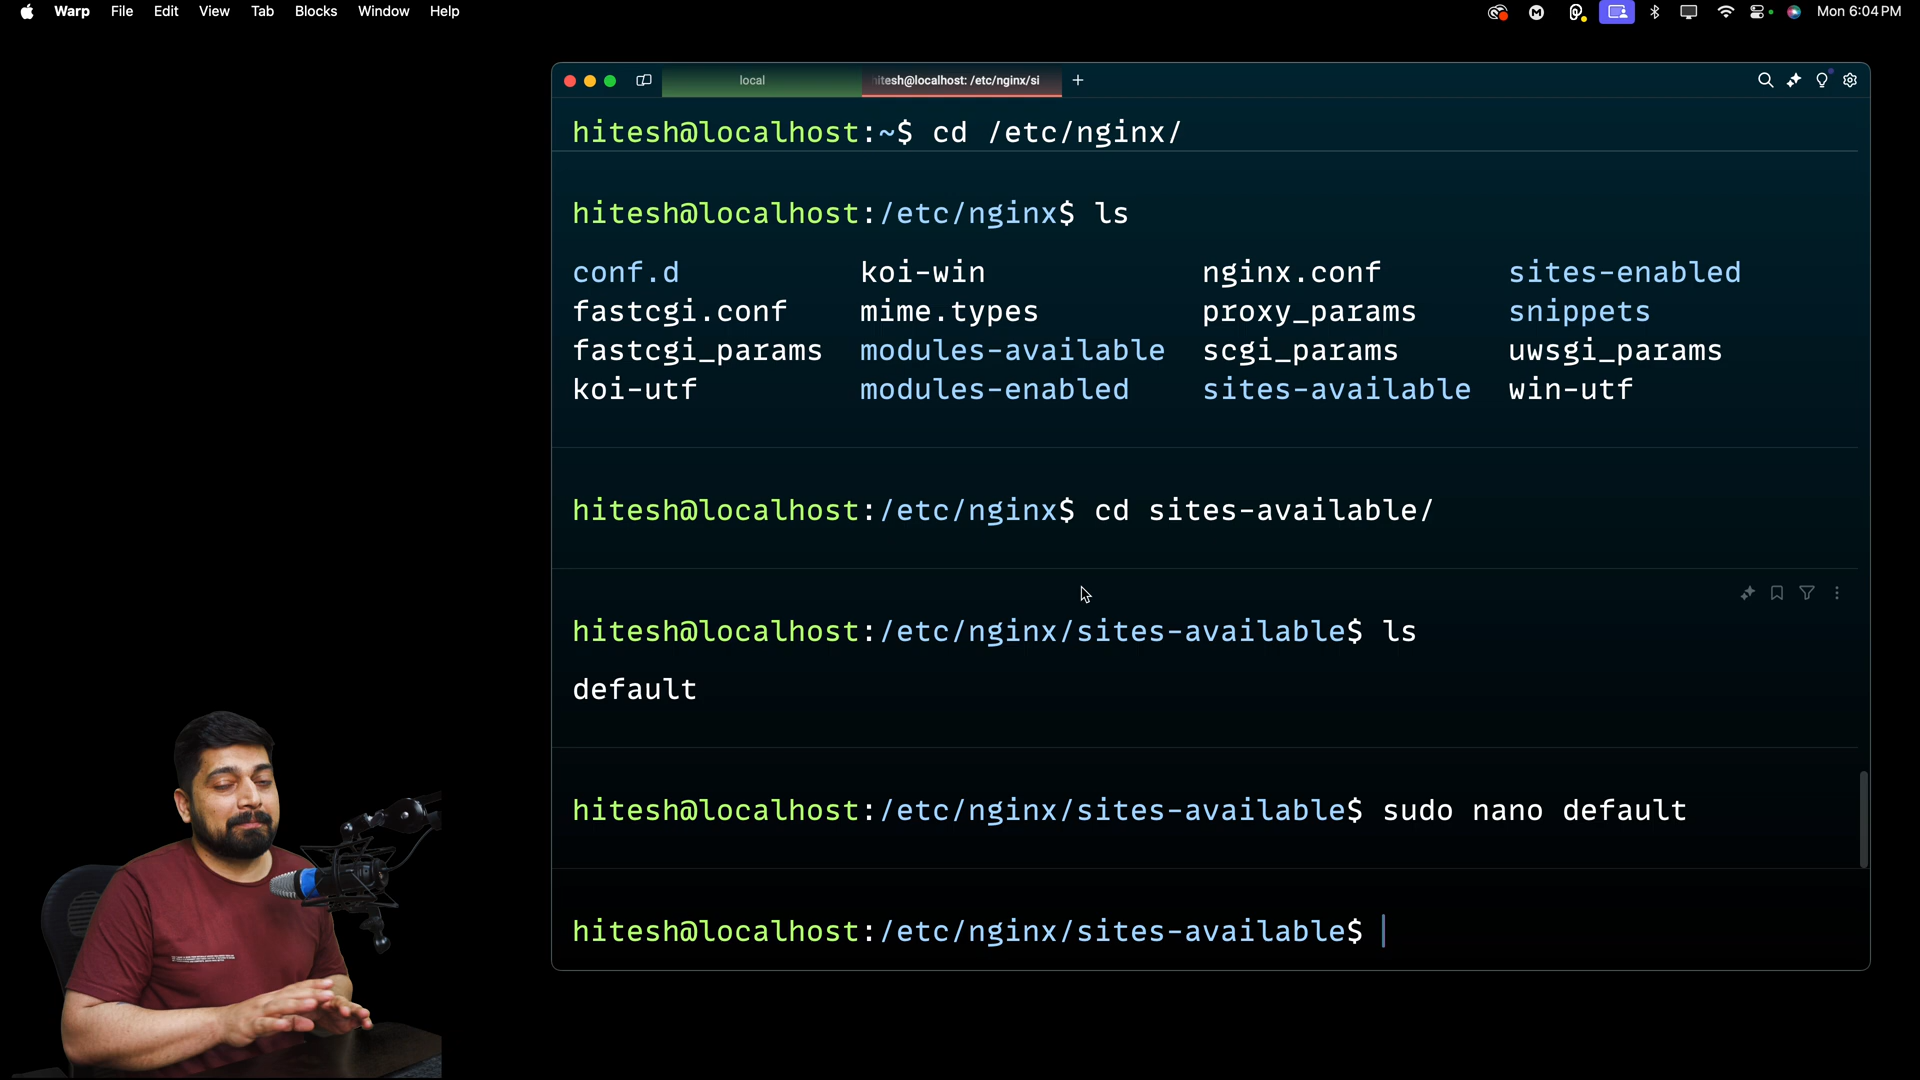 Warp File Edit View Tab Blocks Window Help
Mon 6:04 PM
local
hitesh@localhost: /etc/nginx/si
hitesh@localhost:~$ cd /etc/nginx/
hitesh@localhost:/etc/nginx$ ls
conf.d koi-win nginx.conf sites-enabled
fastcgi.conf mime.types proxy_params snippets
fastcgi_params modules-available scgi_params uwsgi_params
koi-utf modules-enabled sites-available win-utf
hitesh@localhost:/etc/nginx$ cd sites-available/
hitesh@localhost:/etc/nginx/sites-available$ ls
default
hitesh@localhost:/etc/nginx/sites-available$ sudo nano default
hitesh@localhost:/etc/nginx/sites-available$